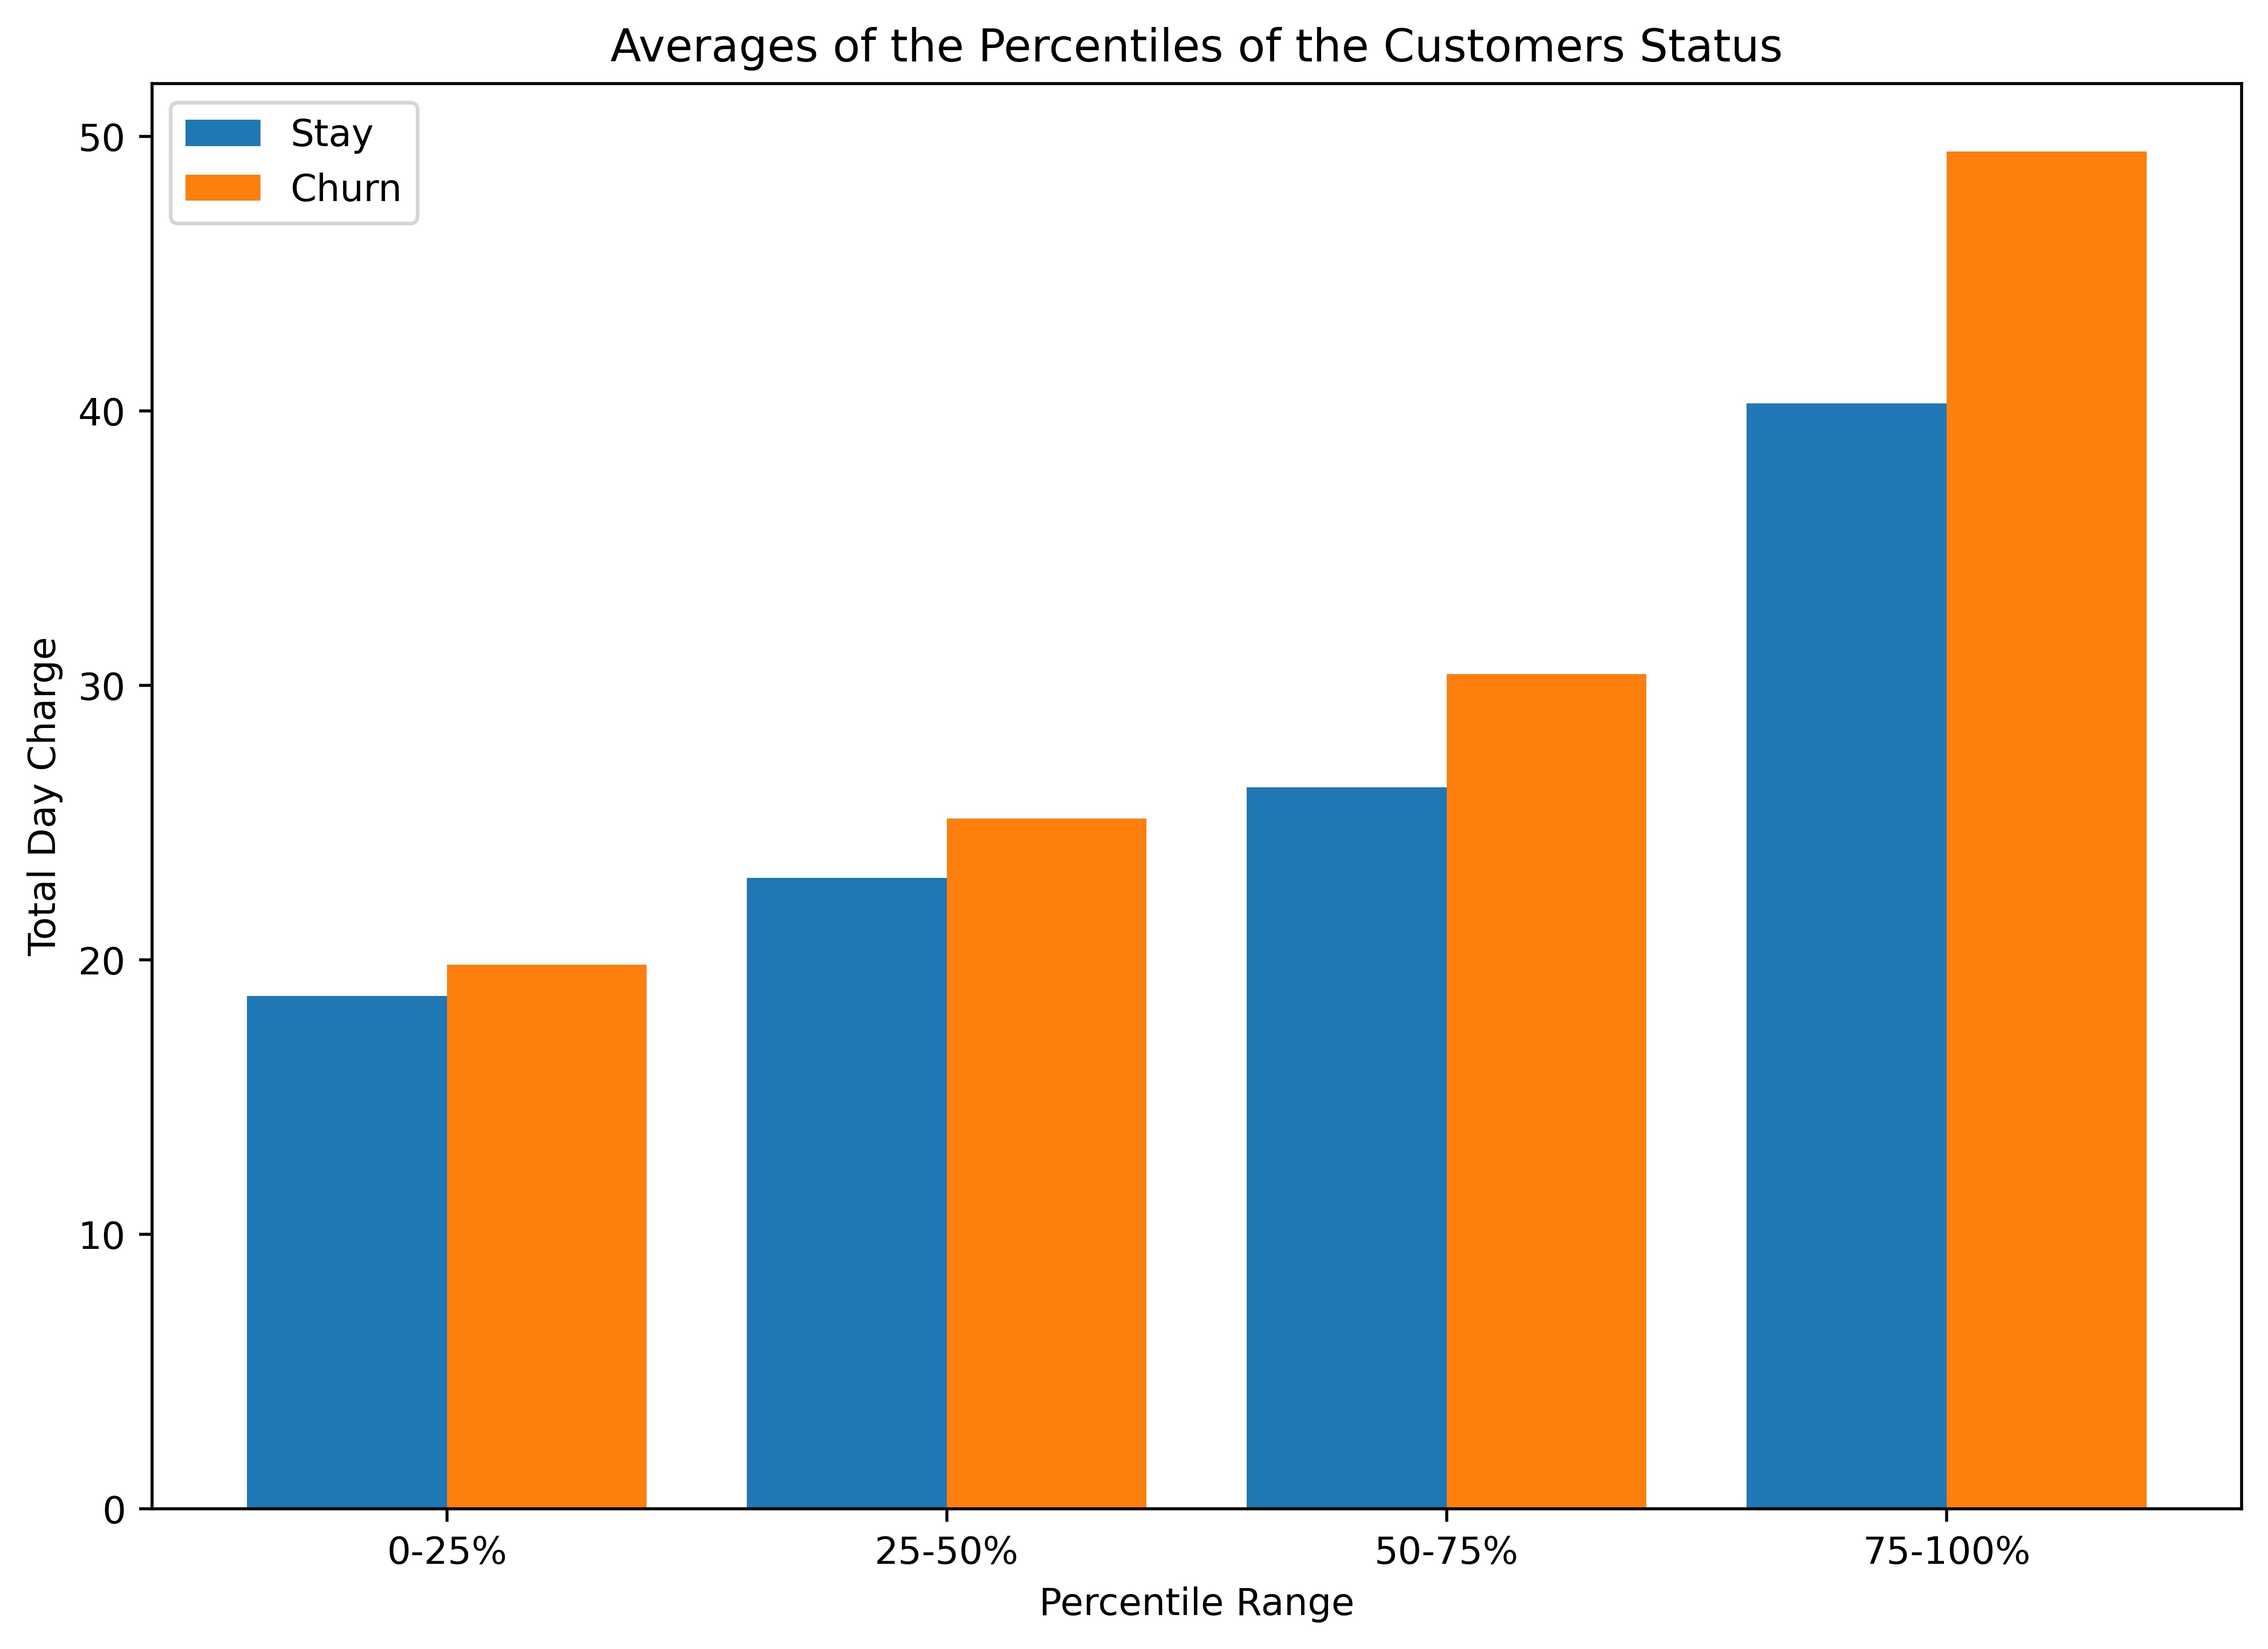 Averages of the Percentiles of the Customers Status
Stay
Churn
50
40
30
20
10
0
Total Day Charge
0-25%
25-50%
50-75%
75-100%
Percentile Range